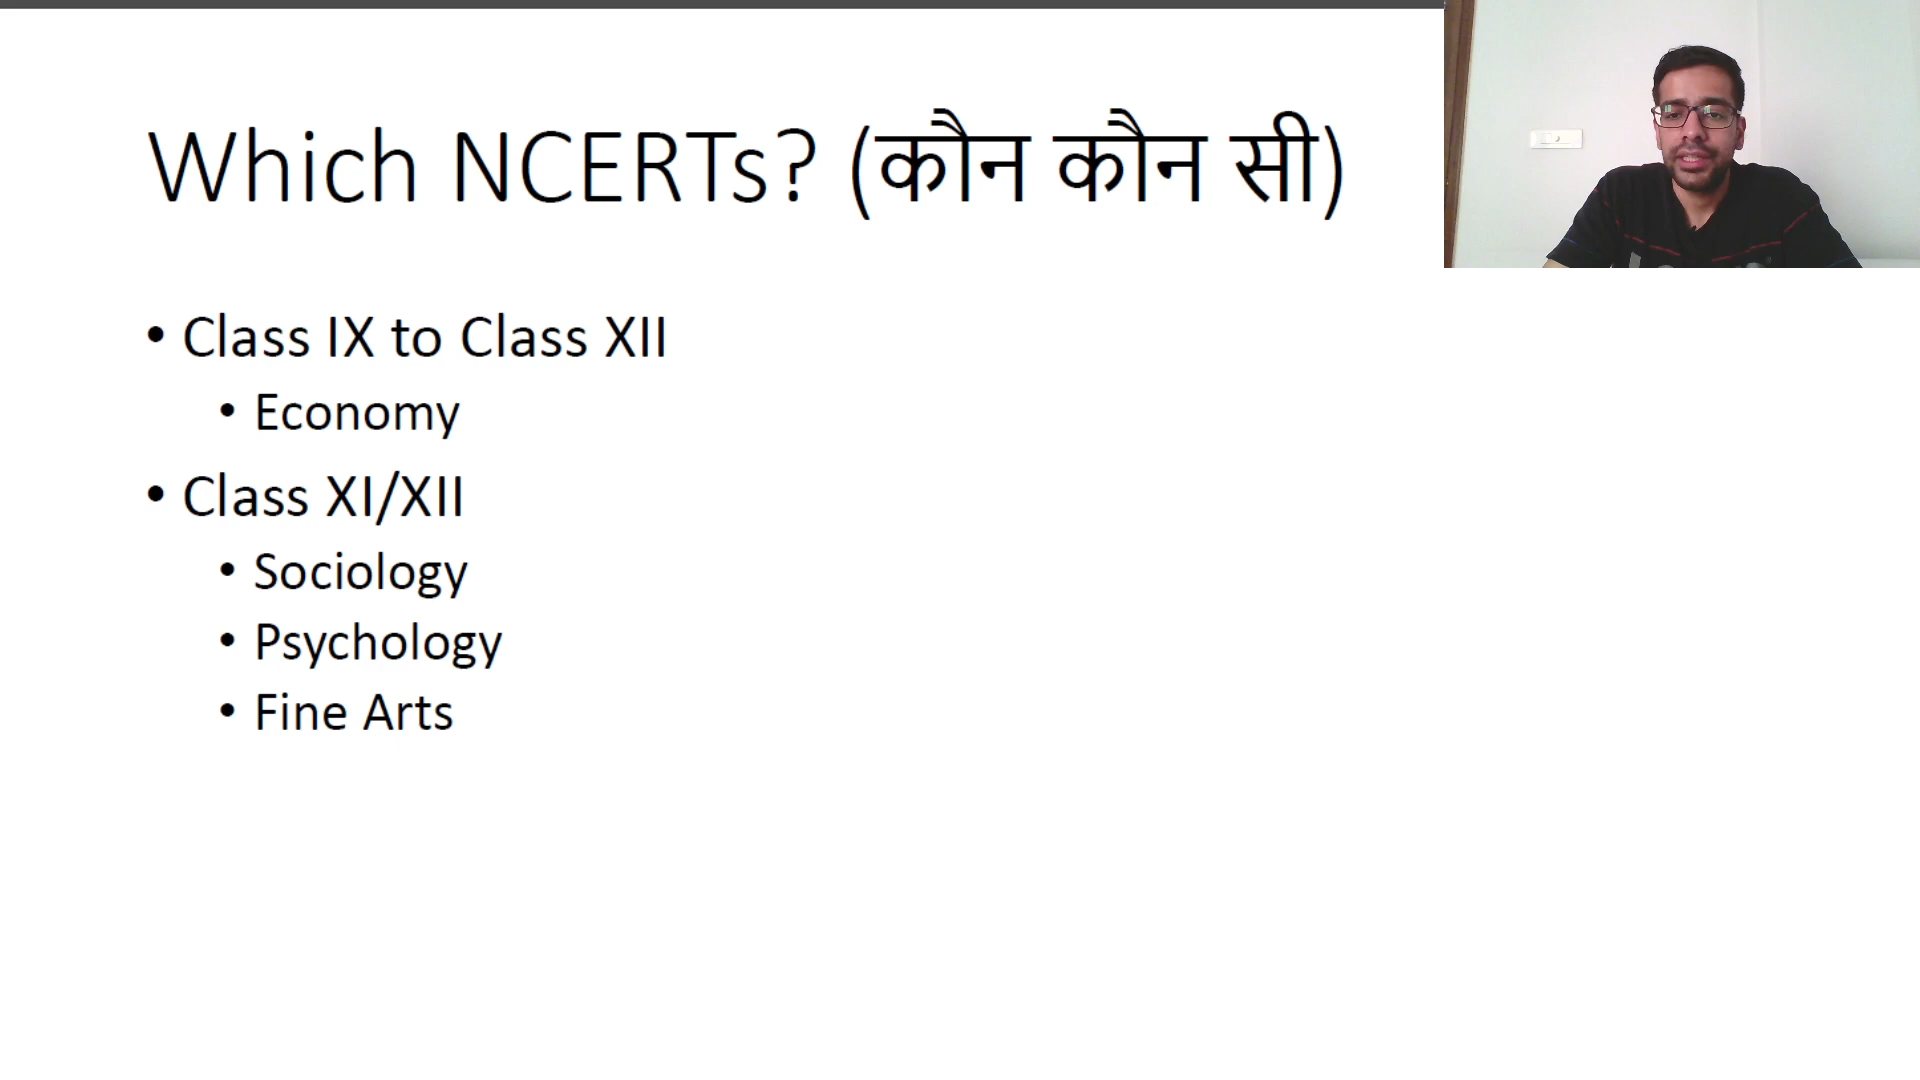 Which NCERTs? (कौन कौन सी)
• Class IX to Class XII
• Economy
• Class XI/XII
• Sociology
• Psychology
• Fine Arts